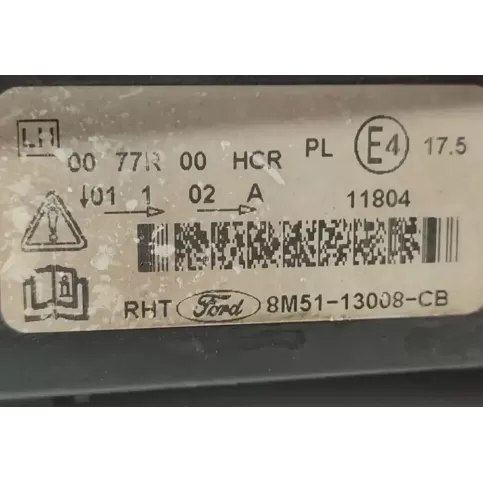 LH 00 77R 00 HCR PL E4 17.5
↓01 1 → 02 → A 11804
RHT Ford 8M51-13008-CB